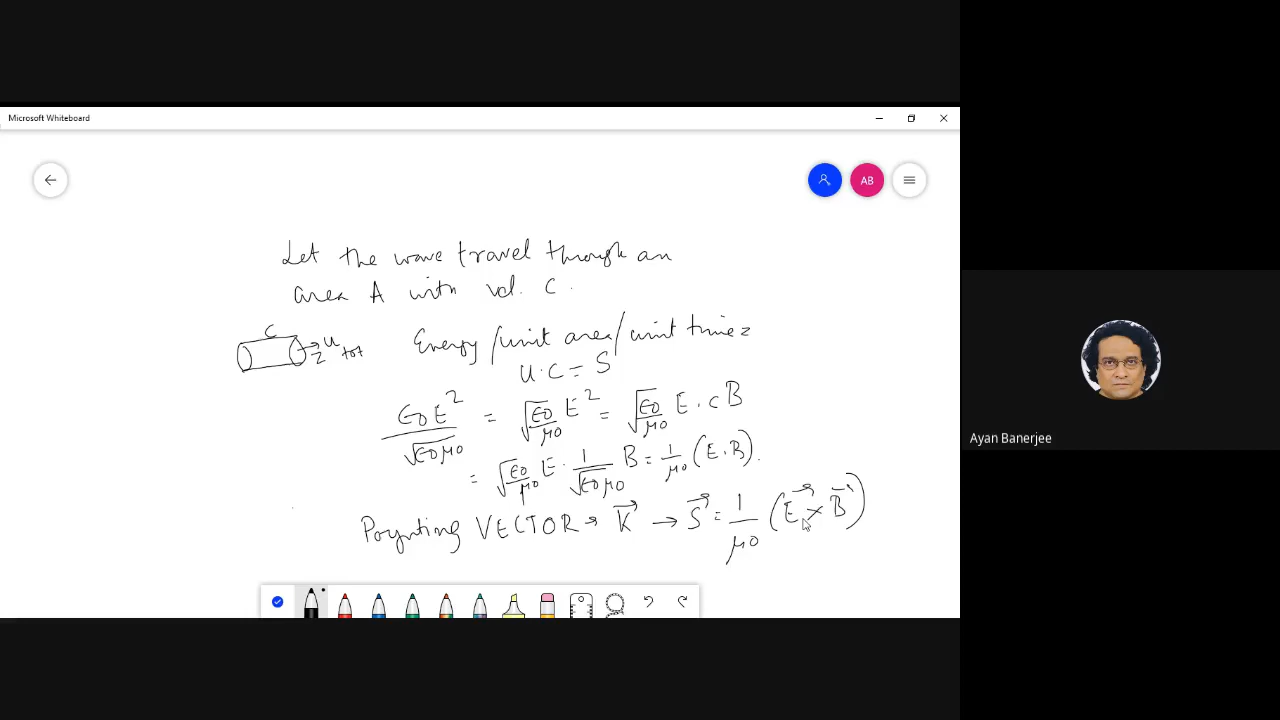 Microsoft Whiteboard
AB
Let the wave travel through an
area A with vel. C.
C
U tot
Energy/unit area/unit time =
U.C = S
ϵ0E²/√ϵ0μ0 = √ϵ0/μ0 E² = √ϵ0/μ0 E.cB
= √ϵ0/μ0 E. 1/√ϵ0μ0 B = 1/μ0 (E.B).
Poynting VECTOR → K⃗ → S⃗ = 1/μ0 (E⃗ × B⃗)
Ayan Banerjee